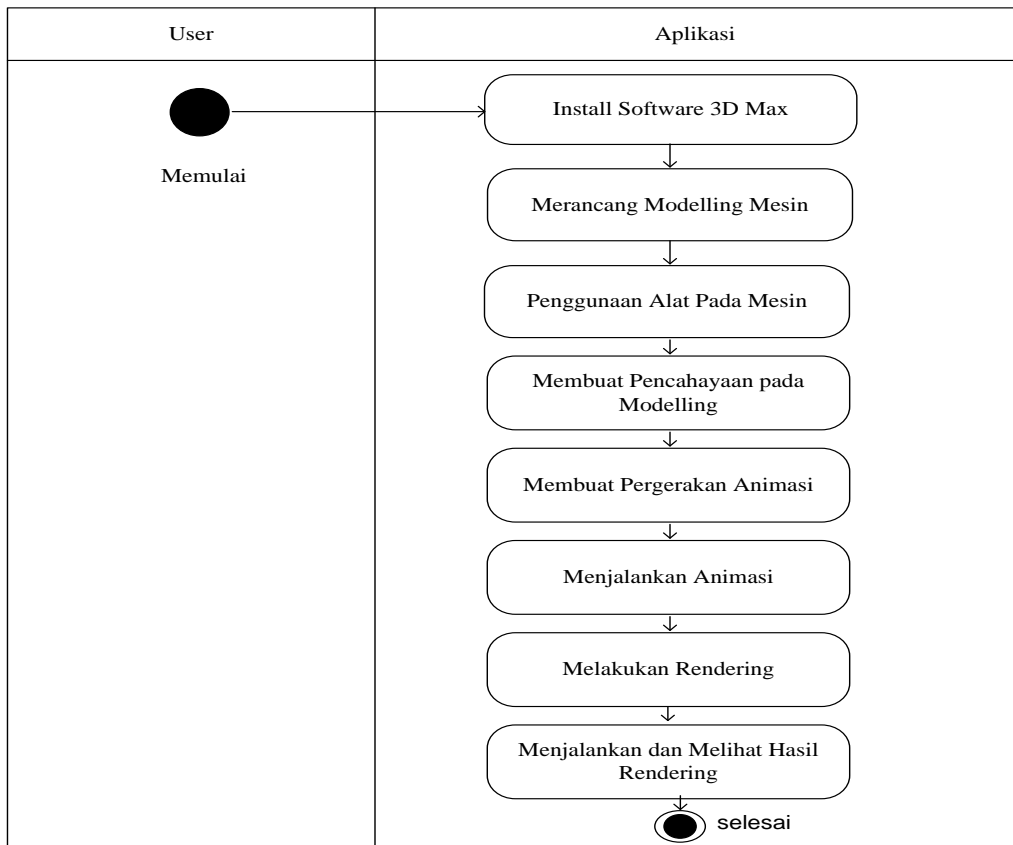 User
Aplikasi
Memulai
Install Software 3D Max
Merancang Modelling Mesin
Penggunaan Alat Pada Mesin
Membuat Pencahayaan pada
Modelling
Membuat Pergerakan Animasi
Menjalankan Animasi
Melakukan Rendering
Menjalankan dan Melihat Hasil
Rendering
selesai